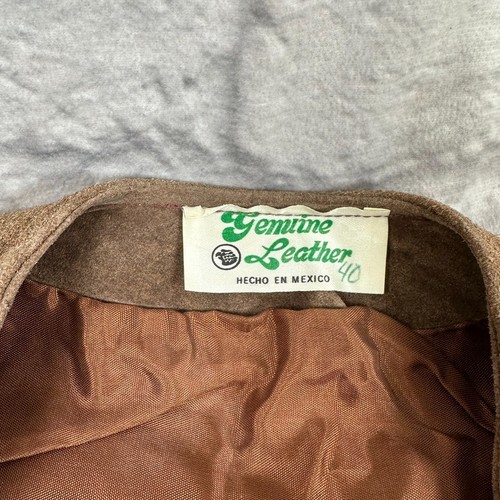 Genuine
Leather
40
HECHO EN MEXICO